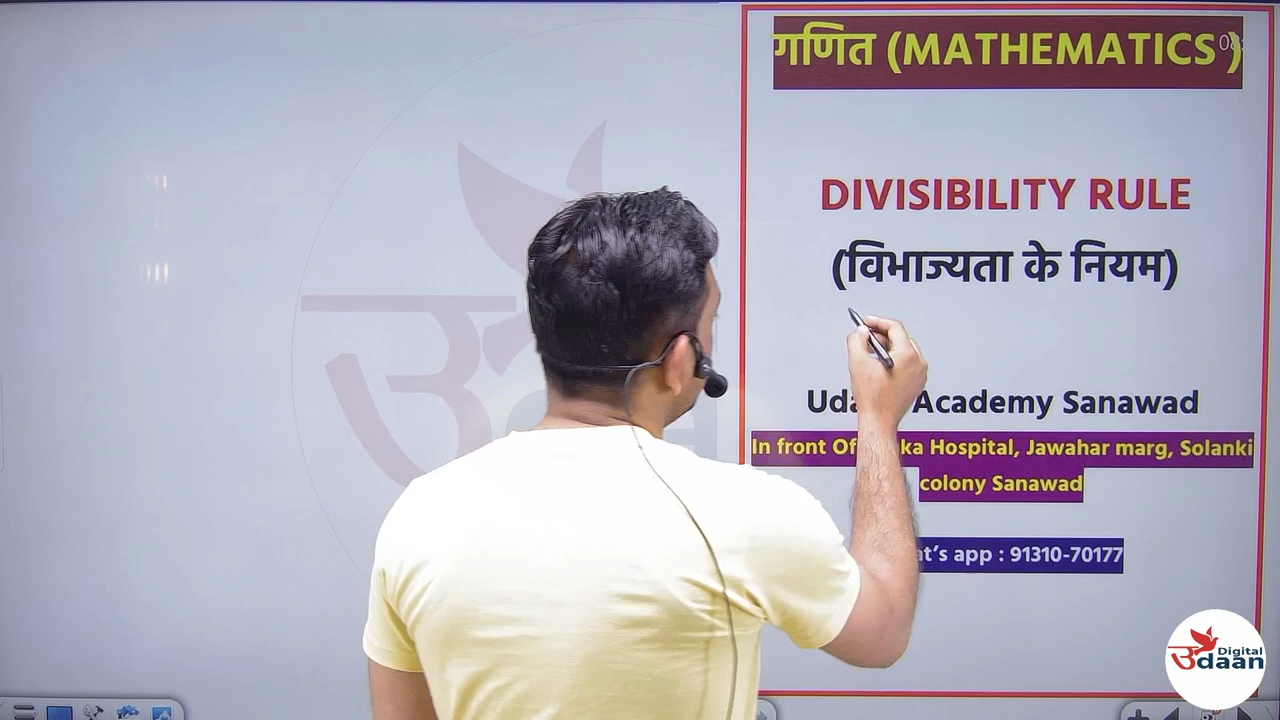 गणित (MATHEMATICS )
DIVISIBILITY RULE
(विभाज्यता के नियम)
Academy Sanawad
In front Of Hospital, Jawahar marg, Solanki
colony Sanawad
app : 91310-70177
Digital
उdaan